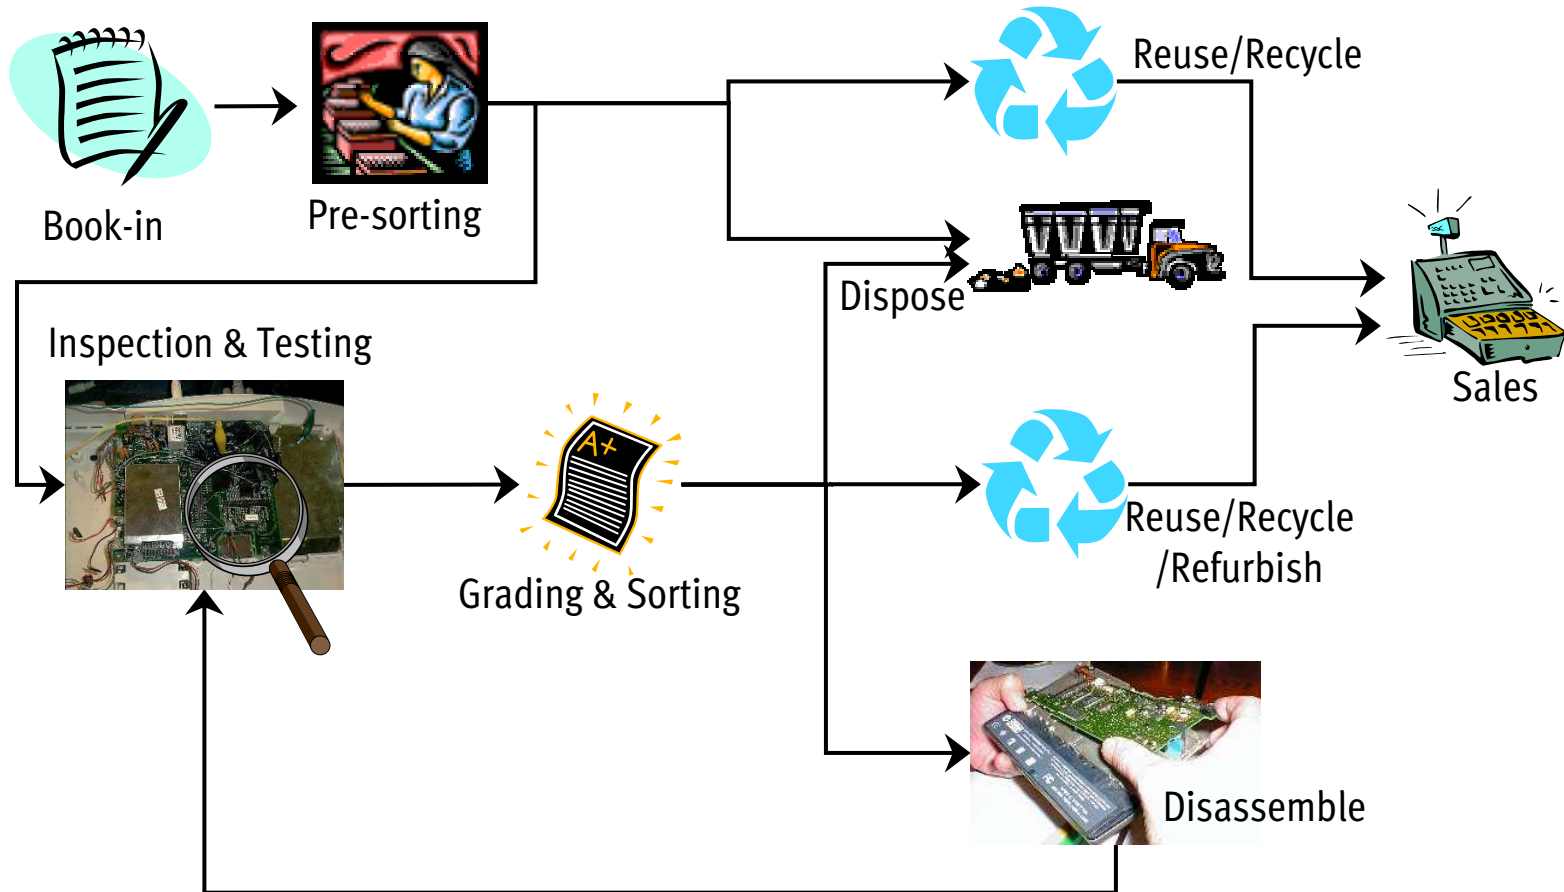 Reuse/Recycle
Book-in
Pre-sorting
Dispose
Inspection & Testing
A+
Sales
Grading & Sorting
Reuse/Recycle
/Refurbish
Disassemble